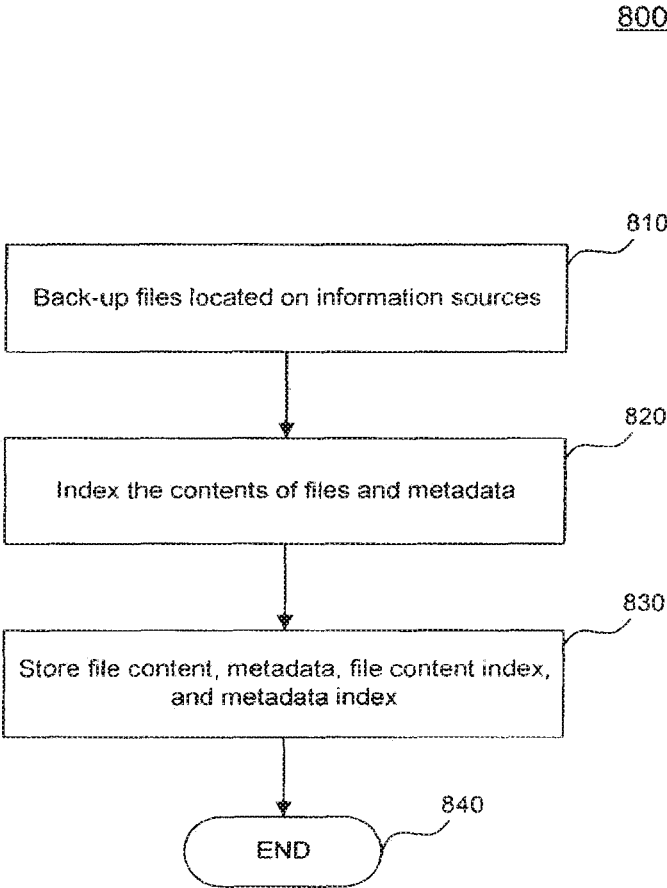 800
810
Back-up files located on information sources
820
Index the contents of files and metadata
830
Store file content, metadata, file content index,
and metadata index
840
END